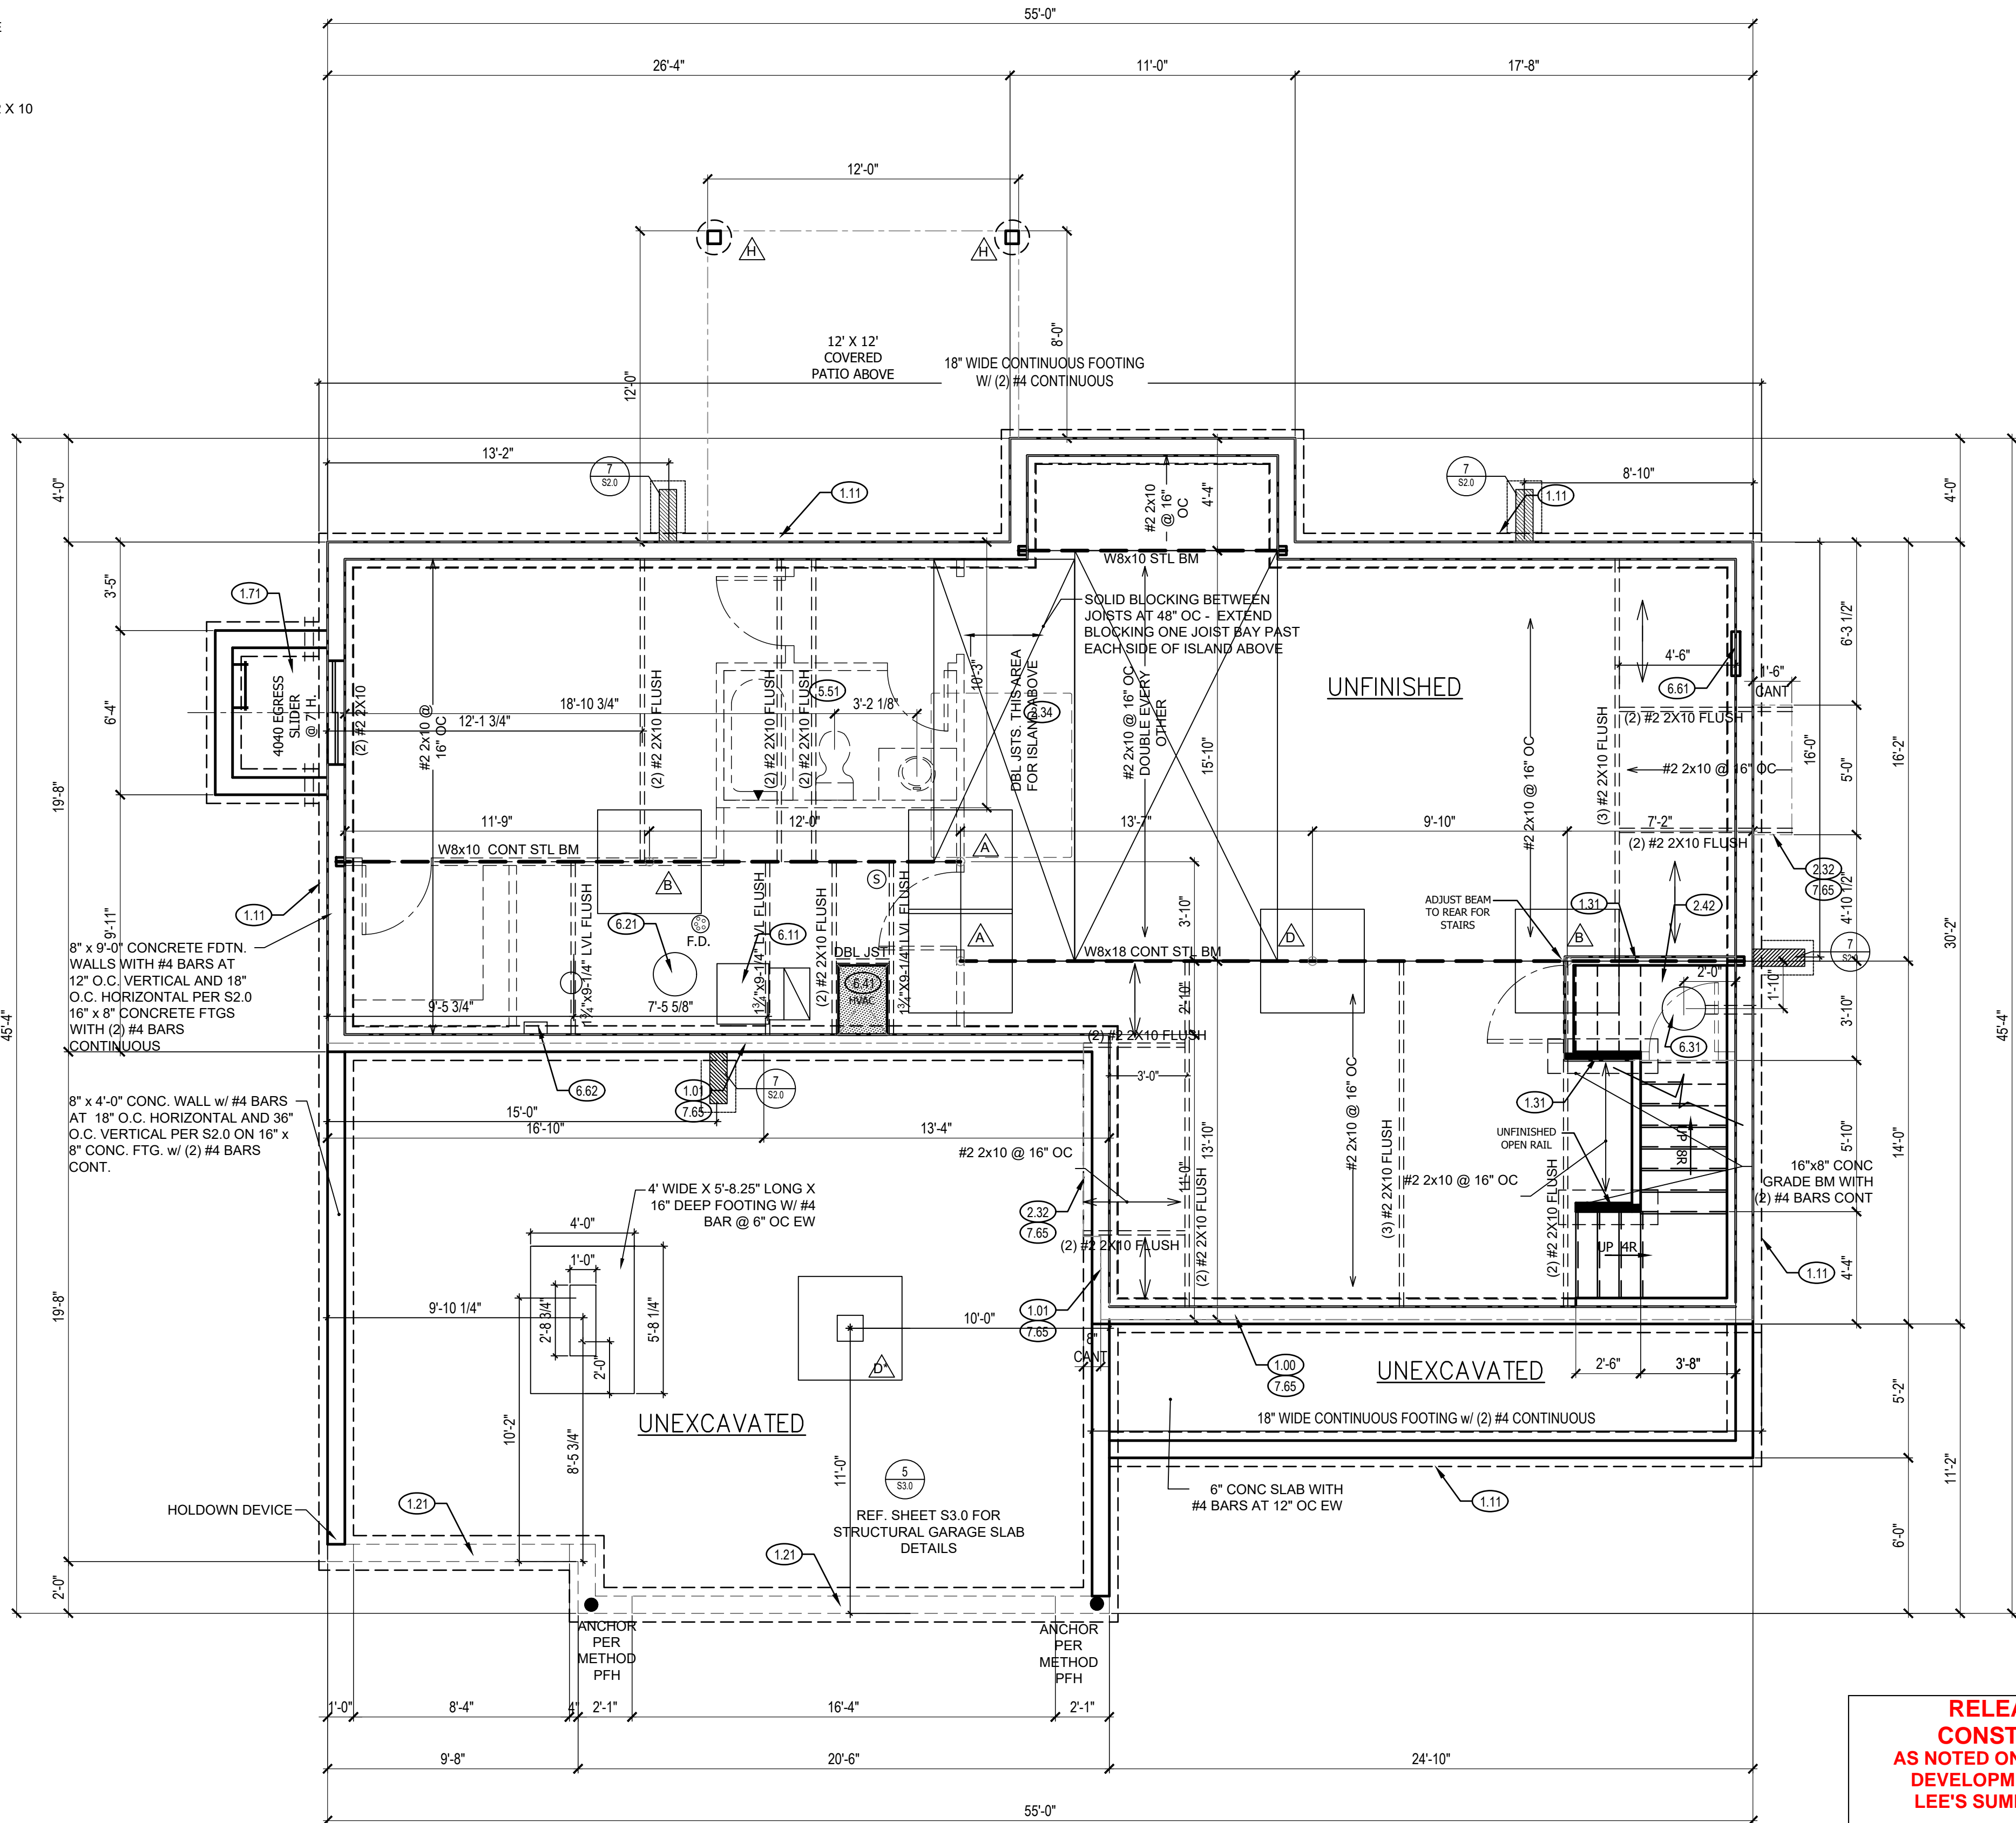 55'-0"
26'-4"
11'-0"
17'-8"
X 10
12'-0"
H
H
12' X 12'
COVERED
PATIO ABOVE
8'-0"
12'-0"
18" WIDE CONTINUOUS FOOTING
W/ (2) #4 CONTINUOUS
13'-2"
7
S2.0
1.11
7
S2.0
8'-10"
1.11
4'-0"
4'-4"
4'-0"
#2 2x10
@ 16"
OC
W8x10 STL BM
3'-5"
1.71
SOLID BLOCKING BETWEEN
JOISTS AT 48" OC - EXTEND
BLOCKING ONE JOIST BAY PAST
EACH SIDE OF ISLAND ABOVE
6'-3 1/2"
4'-6"
1'-6"
CANT
UNFINISHED
6.61
6'-4"
4040 EGRESS
SLIDER
@ 7' H.
(2) #2 2X10
#2 2x10 @
16" OC
18'-10 3/4"
12'-1 3/4"
(2) #2 2X10 FLUSH
(2) #2 2X10 FLUSH
(2) #2 2X10 FLUSH
5.51
3'-2 1/8"
10'-3"
DBL JSTS. THIS AREA
FOR ISLAND ABOVE
2.34
#2 2x10 @ 16" OC
DOUBLE EVERY
OTHER
15'-10"
#2 2x10 @ 16" OC
(3) #2 2X10 FLUSH
(2) #2 2X10 FLUSH
#2 2x10 @ 16" OC
16'-0"
5'-0"
16'-2"
19'-8"
11'-9"
12'-0"
13'-7"
9'-10"
7'-2"
(2) #2 2X10 FLUSH
W8x10 CONT STL BM
A
B
S
2.32
7.65
4'-10 1/2"
9'-11"
1.11
6.21
F.D.
6.11
A
D
B
3'-10"
ADJUST BEAM
TO REAR FOR
STAIRS
1.31
2.42
30'-2"
8" x 9'-0" CONCRETE FDTN.
WALLS WITH #4 BARS AT
12" O.C. VERTICAL AND 18"
O.C. HORIZONTAL PER S2.0
16" x 8" CONCRETE FTGS
WITH (2) #4 BARS
CONTINUOUS
1¾"x9-1/4" LVL FLUSH
1¾"x9-1/4" LVL FLUSH
(2) #2 2X10 FLUSH
DBL JST
6.41
HVAC
1¾"X9-1/4" LVL FLUSH
W8x18 CONT STL BM
7
S2.0
2'-0"
1'-10"
3'-10"
9'-5 3/4"
7'-5 5/8"
2'-10"
(2) #2 2X10 FLUSH
6.31
45'-4"
45'-4"
3'-0"
6.62
1.01
7.65
7
S2.0
8" x 4'-0" CONC. WALL w/ #4 BARS
AT 18" O.C. HORIZONTAL AND 36"
O.C. VERTICAL PER S2.0 ON 16" x
8" CONC. FTG. w/ (2) #4 BARS
CONT.
15'-0"
16'-10"
13'-4"
#2 2x10 @ 16" OC
13'-10"
11'-0"
#2 2x10 @ 16" OC
1.31
UNFINISHED
OPEN RAIL
#2 2x10 @ 16" OC
UP
8R
5'-10"
14'-0"
16"x8" CONC
GRADE BM WITH
(2) #4 BARS CONT
4' WIDE X 5'-8.25" LONG X
16" DEEP FOOTING W/ #4
BAR @ 6" OC EW
4'-0"
1'-0"
2.32
7.65
(2) #2 2X10 FLUSH
(2) #2 2X10 FLUSH
(3) #2 2X10 FLUSH
(2) #2 2X10 FLUSH
UP 4R
1.11
4'-4"
19'-8"
9'-10 1/4"
2'-8 3/4"
5'-8 1/4"
2'-0"
10'-0"
D*
1.01
7.65
8"
CANT
1.00
7.65
UNEXCAVATED
2'-6"
3'-8"
10'-2"
8'-5 3/4"
UNEXCAVATED
11'-0"
18" WIDE CONTINUOUS FOOTING w/ (2) #4 CONTINUOUS
5'-2"
11'-2"
5
S3.0
REF. SHEET S3.0 FOR
STRUCTURAL GARAGE SLAB
DETAILS
6" CONC SLAB WITH
#4 BARS AT 12" OC EW
1.11
HOLDOWN DEVICE
1.21
1.21
6'-0"
2'-0"
ANCHOR
PER
METHOD
PFH
ANCHOR
PER
METHOD
PFH
1'-0"
8'-4"
4"
2'-1"
16'-4"
2'-1"
9'-8"
20'-6"
24'-10"
55'-0"
RELEA
CONST
AS NOTED ON
DEVELOPM
LEE'S SUMI